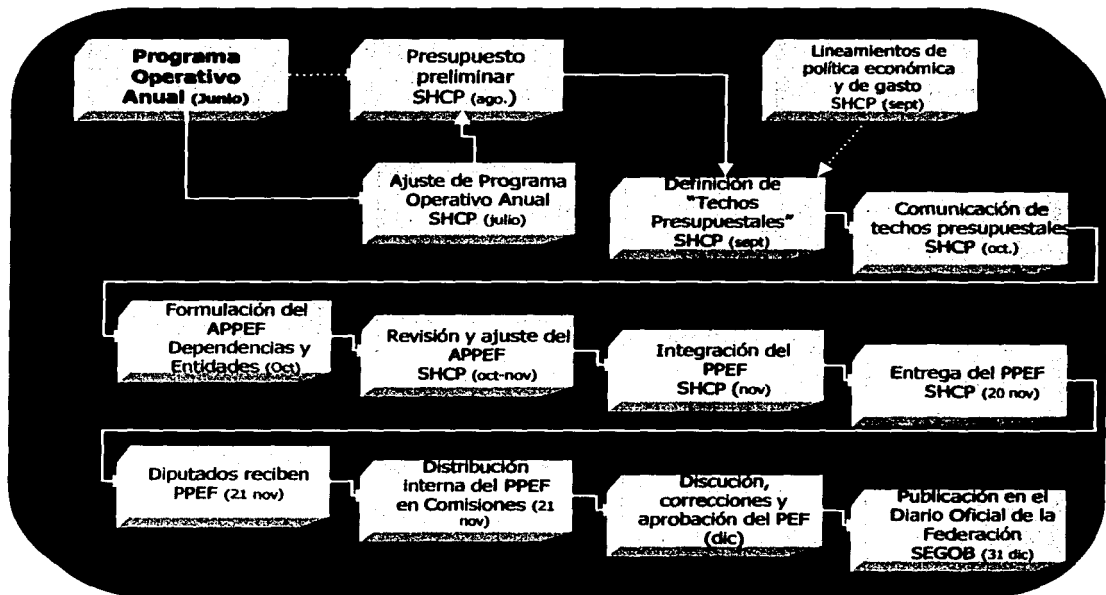 Programa
Operativo
Anual (Junio)
Presupuesto
preliminar
SHCP (ago.)
Lineamientos de
política económica
y de gasto
SHCP (sept)
Ajuste de Programa
Operativo Anual
SHCP (julio)
Definición de
"Techos
Presupuestales"
SHCP (sept)
Comunicación de
techos presupuestales
SHCP (oct.)
Formulación del
APPEF
Dependencias y
Entidades (Oct)
Revisión y ajuste del
APPEF
SHCP (oct-nov)
Integración del
PPEF
SHCP (nov)
Entrega del PPEF
SHCP (20 nov)
Diputados reciben
PPEF (21 nov)
Distribución
interna del PPEF
en Comisiones (21
nov)
Discución,
correcciones y
aprobación del PEF
(dic)
Publicación en el
Diario Oficial de la
Federación
SEGOB (31 dic)